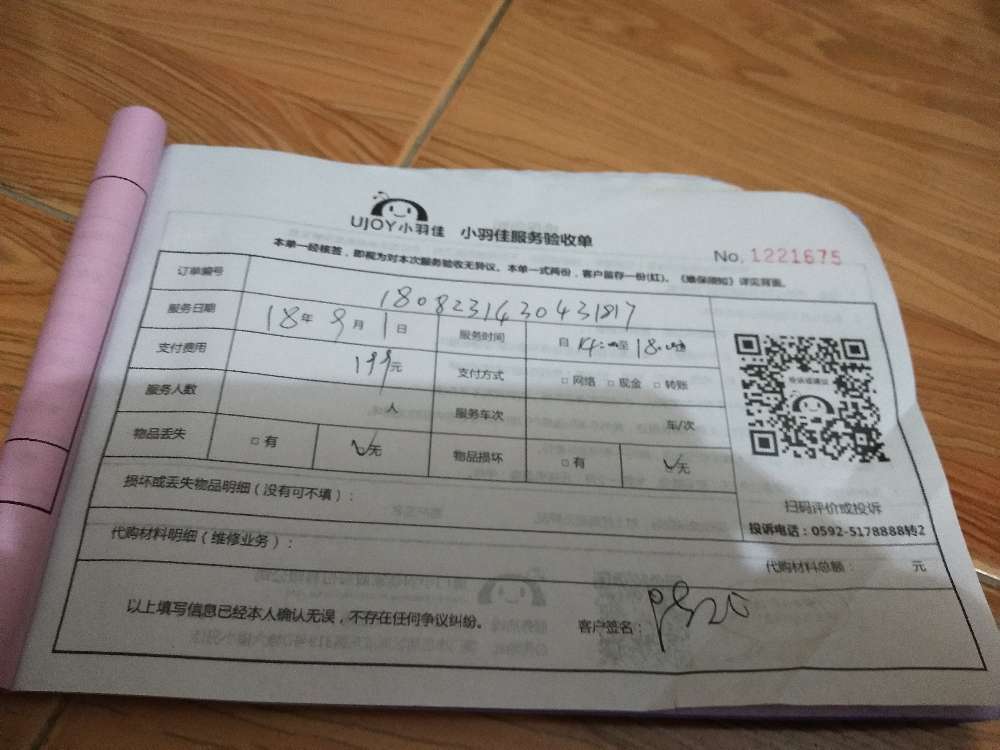 UJOY小羽佳 小羽佳服务验收单
No. 1221675
本单一经核签，即视为对本次服务验收无异议。本单一式两份，客户留存一份(红)。《维保须知》详见背面。
订单编号 1808231430431817
服务日期 18年 9月 1日 服务时间 自 14: 至 18:
支付费用 199元 支付方式 □ 网络 □ 现金 □ 转账
服务人数 人 服务车次 车/次
物品丢失 □ 有 ✓无 物品损坏 □ 有 ✓无
损坏或丢失物品明细（没有可不填）：
扫码评价或投诉
投诉电话：0592-5178888转2
代购材料明细（维修业务）：
代购材料总额： 元
以上填写信息已经本人确认无误，不存在任何争议纠纷。 客户签名：